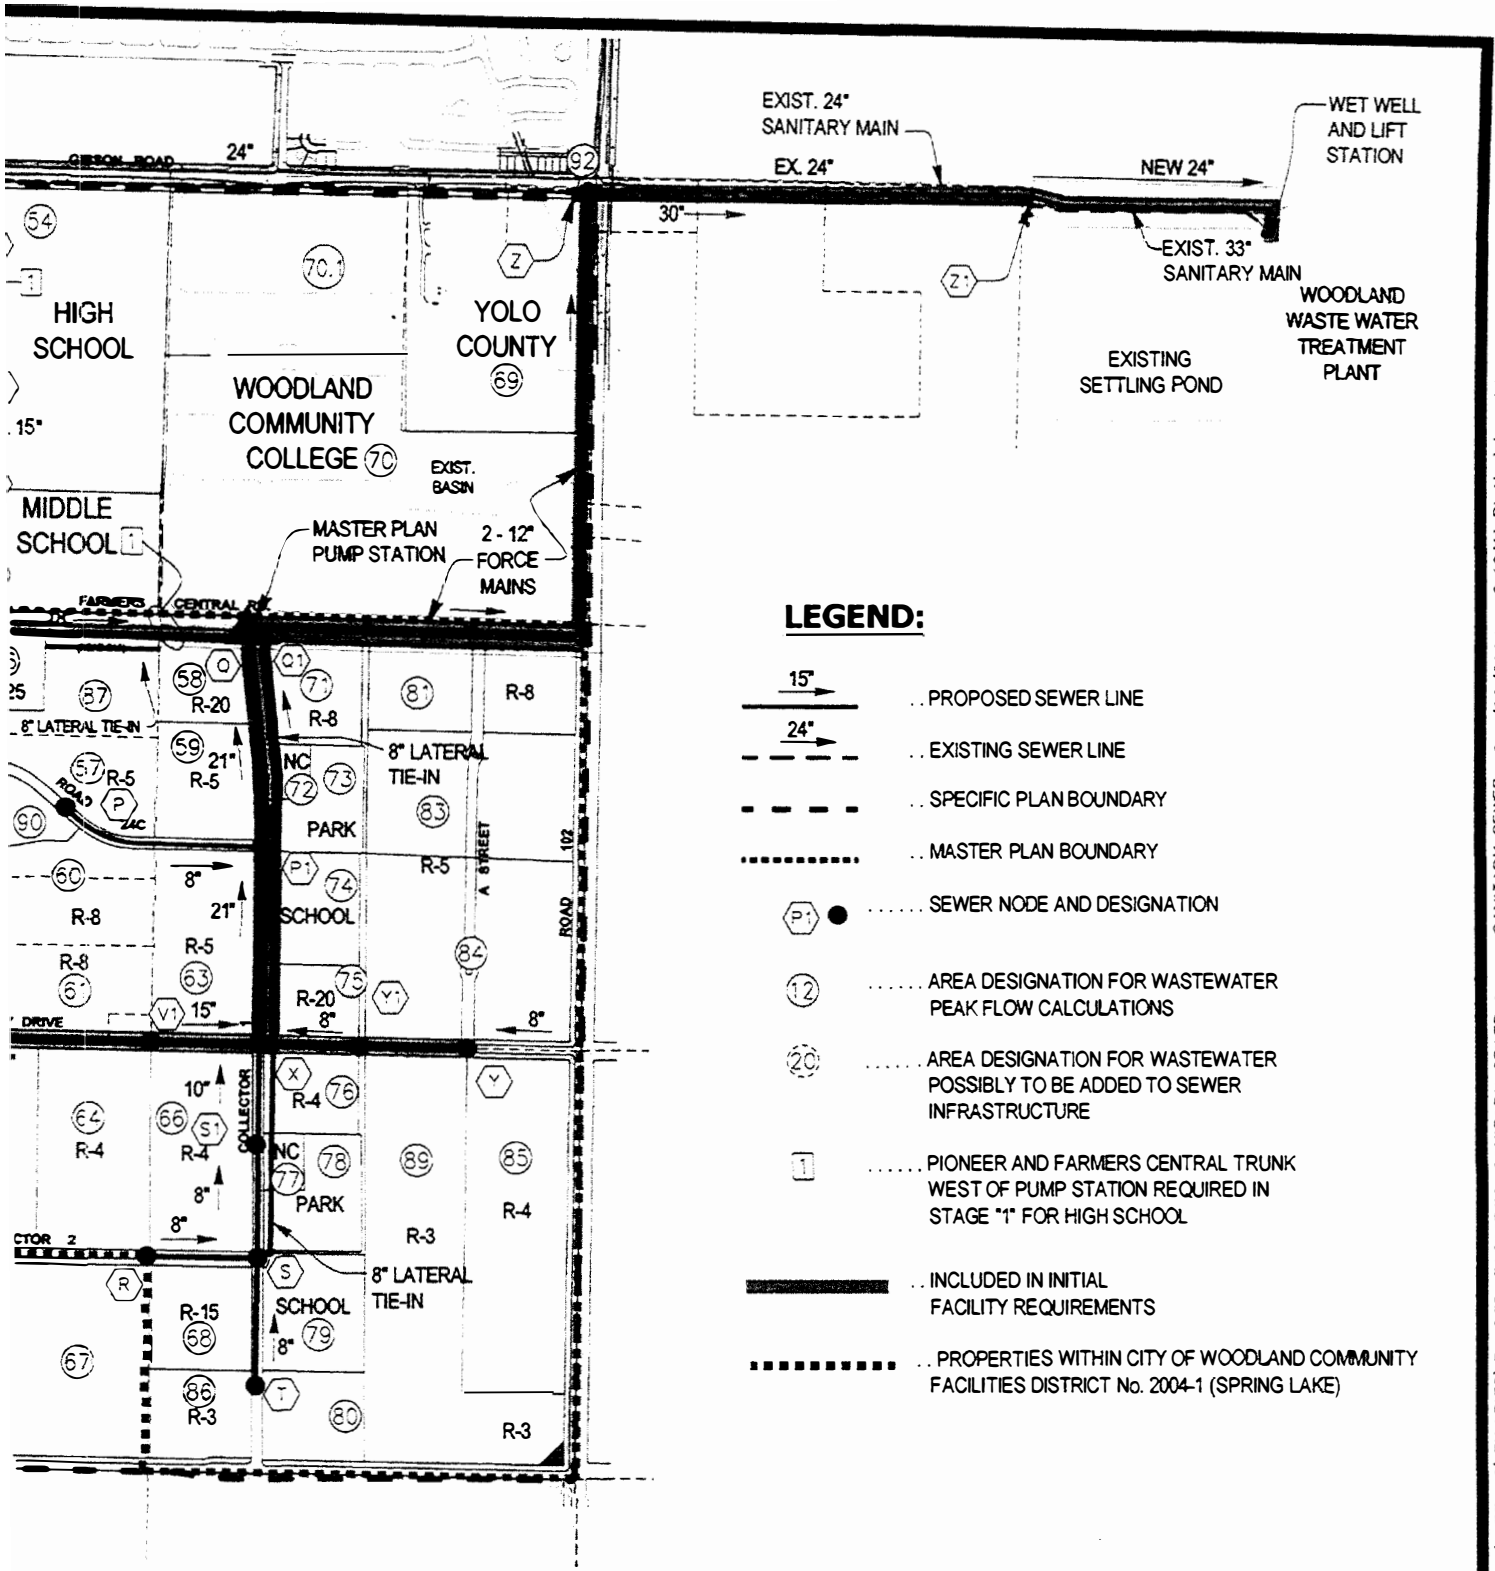 EXIST. 24"
SANITARY MAIN
WET WELL
AND LIFT
STATION
GIBSON ROAD
24"
92
EX. 24"
NEW 24"
54
30"
Z
Z1
EXIST. 33"
SANITARY MAIN
70.1
1
HIGH
SCHOOL
YOLO
COUNTY
69
WOODLAND
WASTE WATER
TREATMENT
PLANT
EXISTING
SETTLING POND
WOODLAND
COMMUNITY
COLLEGE 70
15"
EXIST.
BASIN
MIDDLE
SCHOOL 1
MASTER PLAN
PUMP STATION
2 - 12"
FORCE
MAINS
FARMERS CENTRAL
LEGEND:
Q
Q1
58
R-20
71
R-8
81
R-8
87
25
8" LATERAL TIE-IN
15"
.. PROPOSED SEWER LINE
59
21"
R-5
NC
72
73
8" LATERAL
TIE-IN
24"
.. EXISTING SEWER LINE
57
R-5
ROAD
24C
P
90
PARK
83
.. SPECIFIC PLAN BOUNDARY
A STREET
ROAD 102
.. MASTER PLAN BOUNDARY
60
8"
P1
74
R-5
R-8
21"
SCHOOL
P1
...... SEWER NODE AND DESIGNATION
R-5
R-8
61
63
84
R-20
75
Y1
12
...... AREA DESIGNATION FOR WASTEWATER
PEAK FLOW CALCULATIONS
V1
15"
8"
8"
DRIVE
20
...... AREA DESIGNATION FOR WASTEWATER
POSSIBLY TO BE ADDED TO SEWER
INFRASTRUCTURE
10"
COLLECTOR
X
R-4
76
Y
64
R-4
66
S1
R-4
NC
77
78
89
85
1
...... PIONEER AND FARMERS CENTRAL TRUNK
WEST OF PUMP STATION REQUIRED IN
STAGE "1" FOR HIGH SCHOOL
8"
PARK
R-4
8"
R-3
CTOR 2
R
S
8" LATERAL
TIE-IN
.. INCLUDED IN INITIAL
FACILITY REQUIREMENTS
R-15
68
SCHOOL
79
8"
67
.. PROPERTIES WITHIN CITY OF WOODLAND COMMUNITY
FACILITIES DISTRICT No. 2004-1 (SPRING LAKE)
86
R-3
T
80
R-3